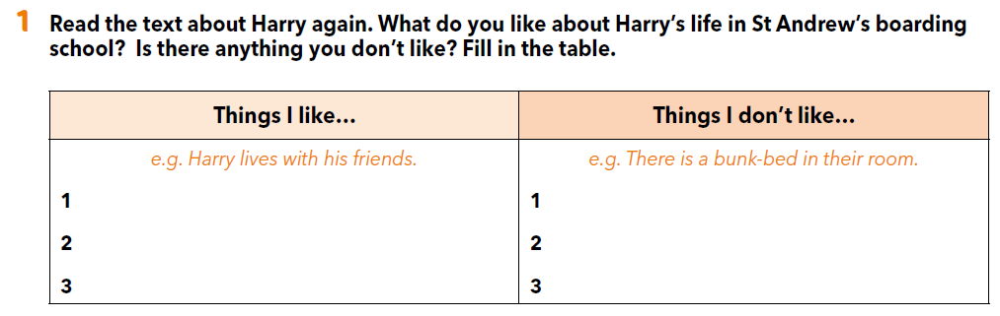 1 Read the text about Harry again. What do you like about Harry's life in St Andrew's boarding
school? Is there anything you don't like? Fill in the table.
Things I like... Things I don't like...
e.g. Harry lives with his friends. e.g. There is a bunk-bed in their room.
1 1
2 2
3 3